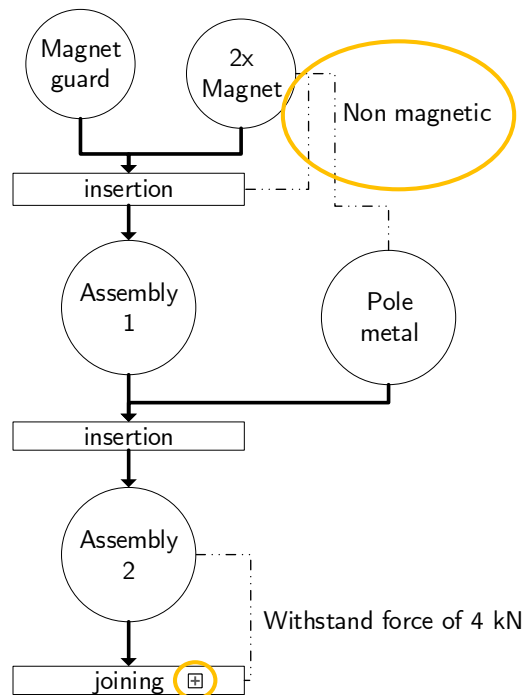 Magnet
guard
2x
Magnet
Non magnetic
insertion
Assembly
1
Pole
metal
insertion
Assembly
2
Withstand force of 4 kN
joining